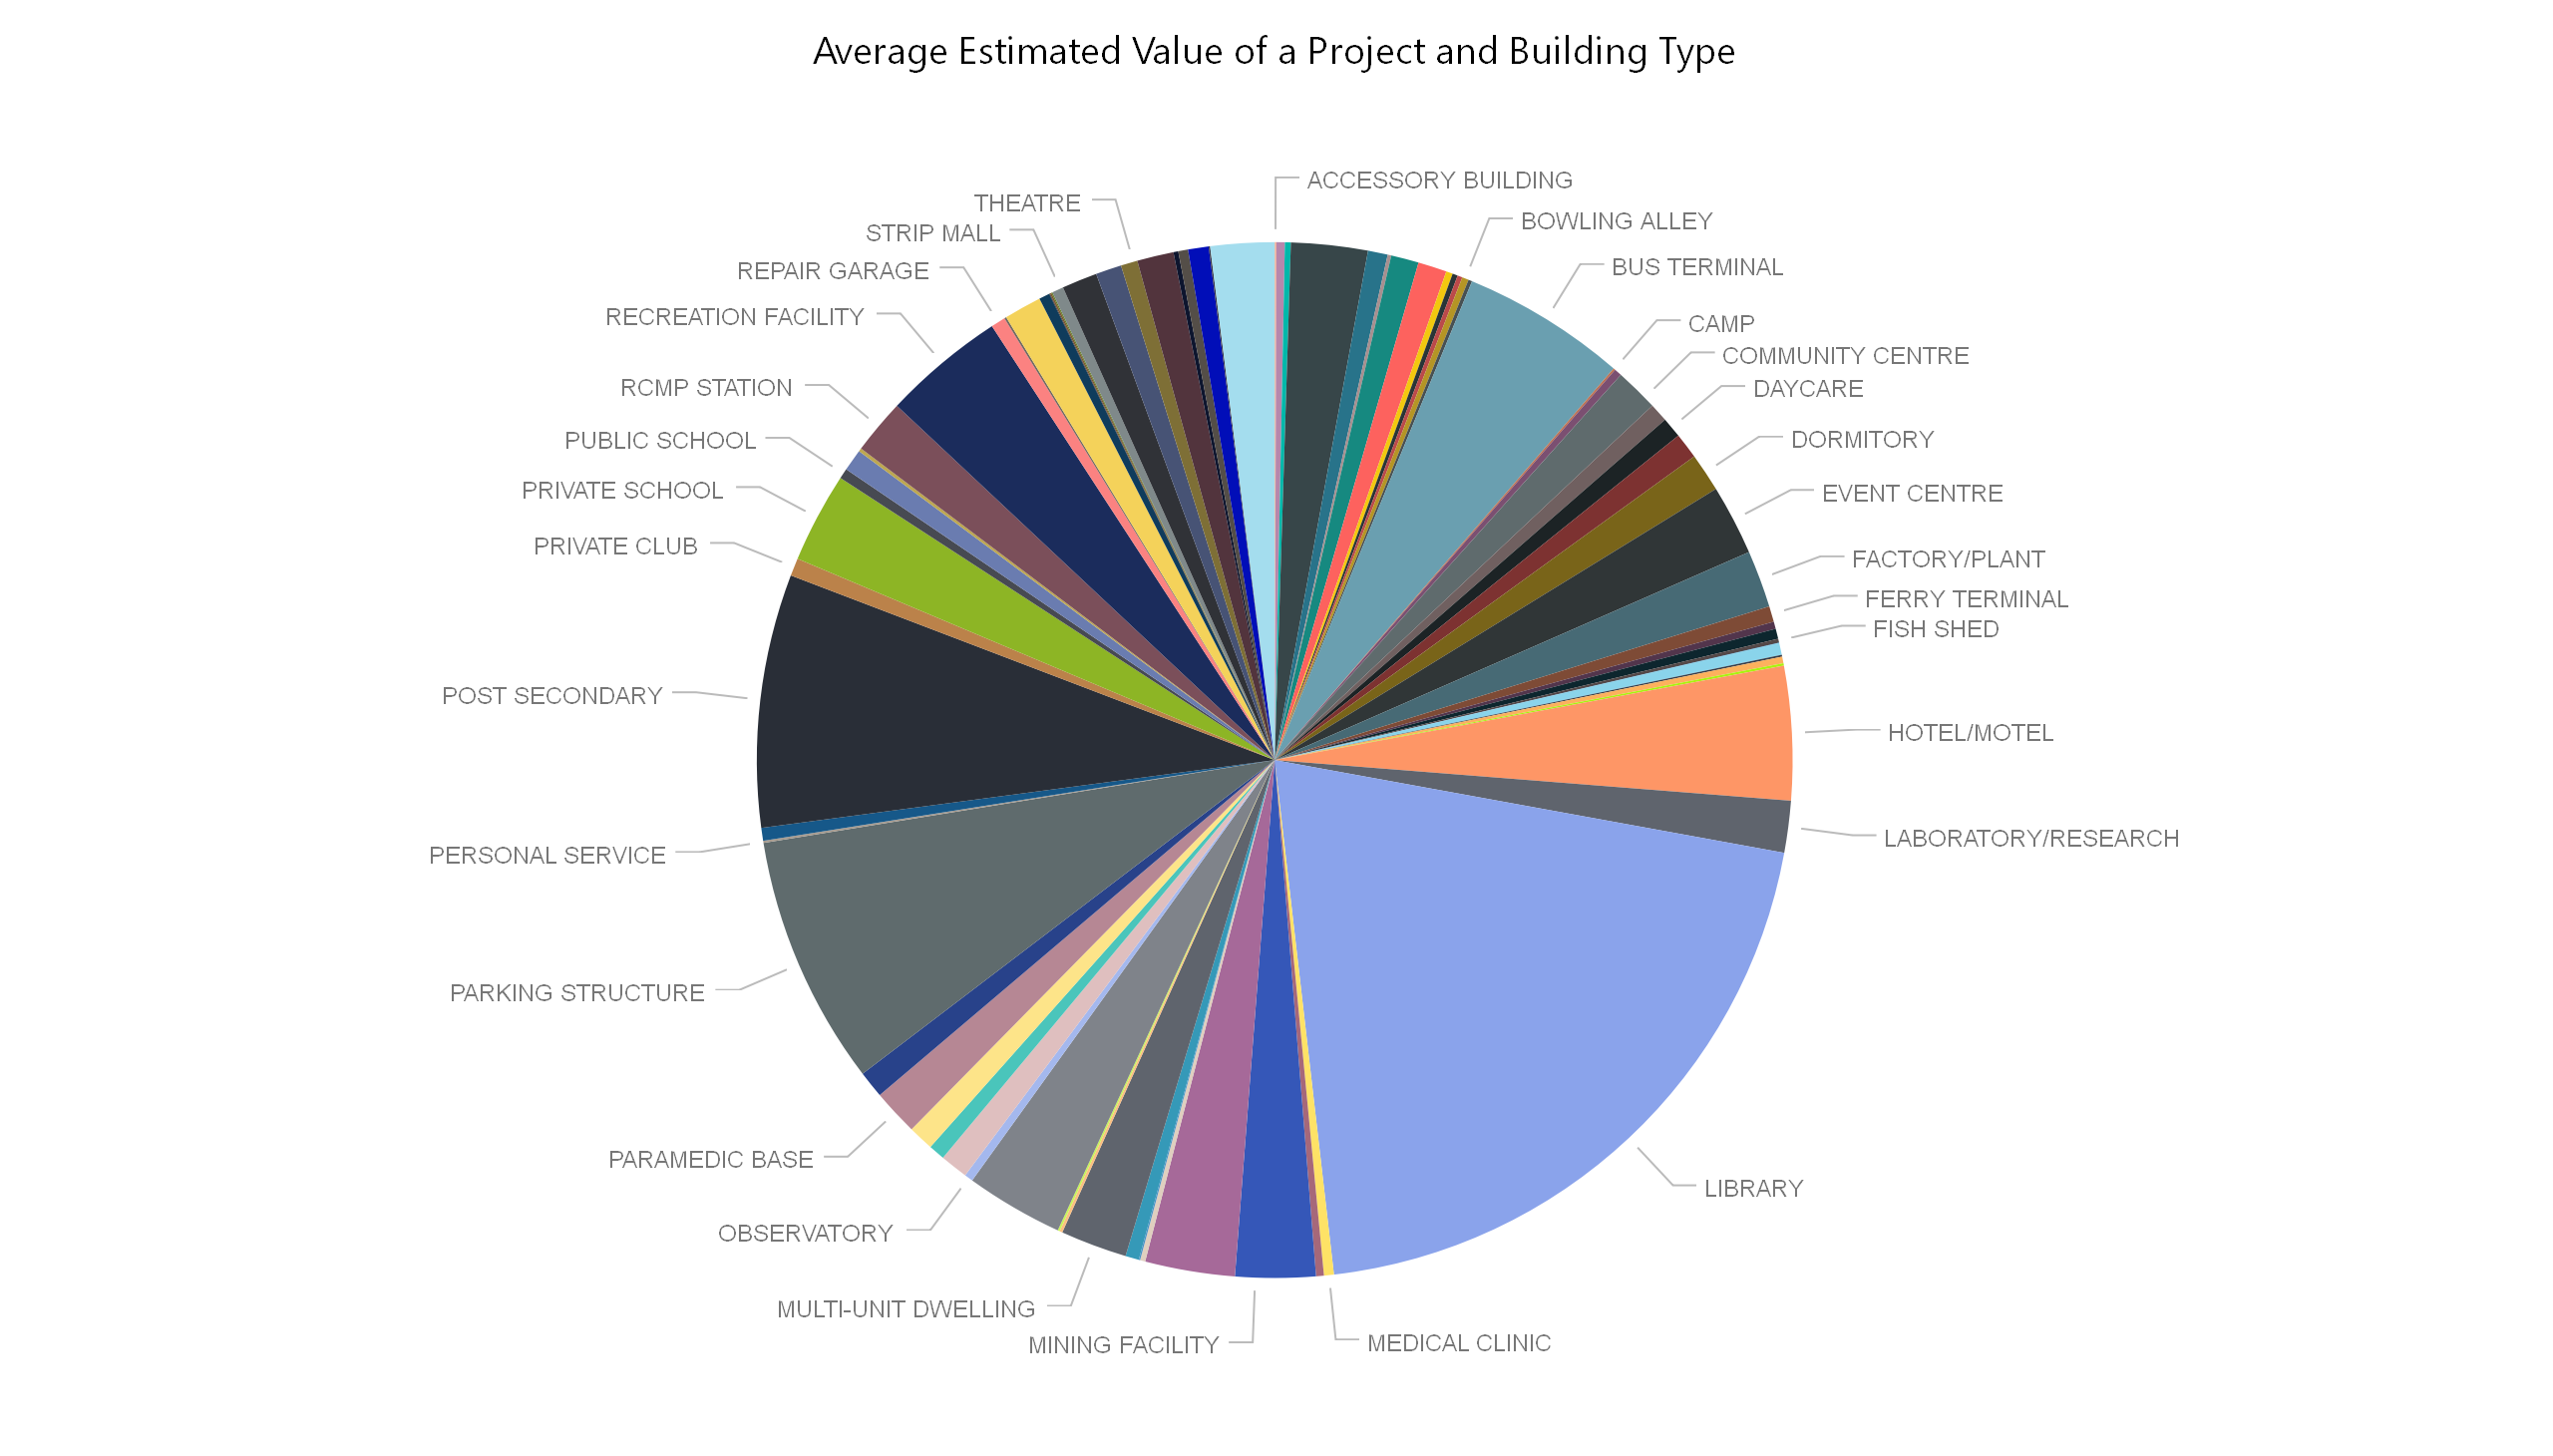 Average Estimated Value of a Project and Building Type
ACCESSORY BUILDING
BOWLING ALLEY
BUS TERMINAL
CAMP
COMMUNITY CENTRE
DAYCARE
DORMITORY
EVENT CENTRE
FACTORY/PLANT
FERRY TERMINAL
FISH SHED
HOTEL/MOTEL
LABORATORY/RESEARCH
LIBRARY
MEDICAL CLINIC
MINING FACILITY
MULTI-UNIT DWELLING
OBSERVATORY
PARAMEDIC BASE
PARKING STRUCTURE
PERSONAL SERVICE
POST SECONDARY
PRIVATE CLUB
PRIVATE SCHOOL
PUBLIC SCHOOL
RCMP STATION
RECREATION FACILITY
REPAIR GARAGE
STRIP MALL
THEATRE